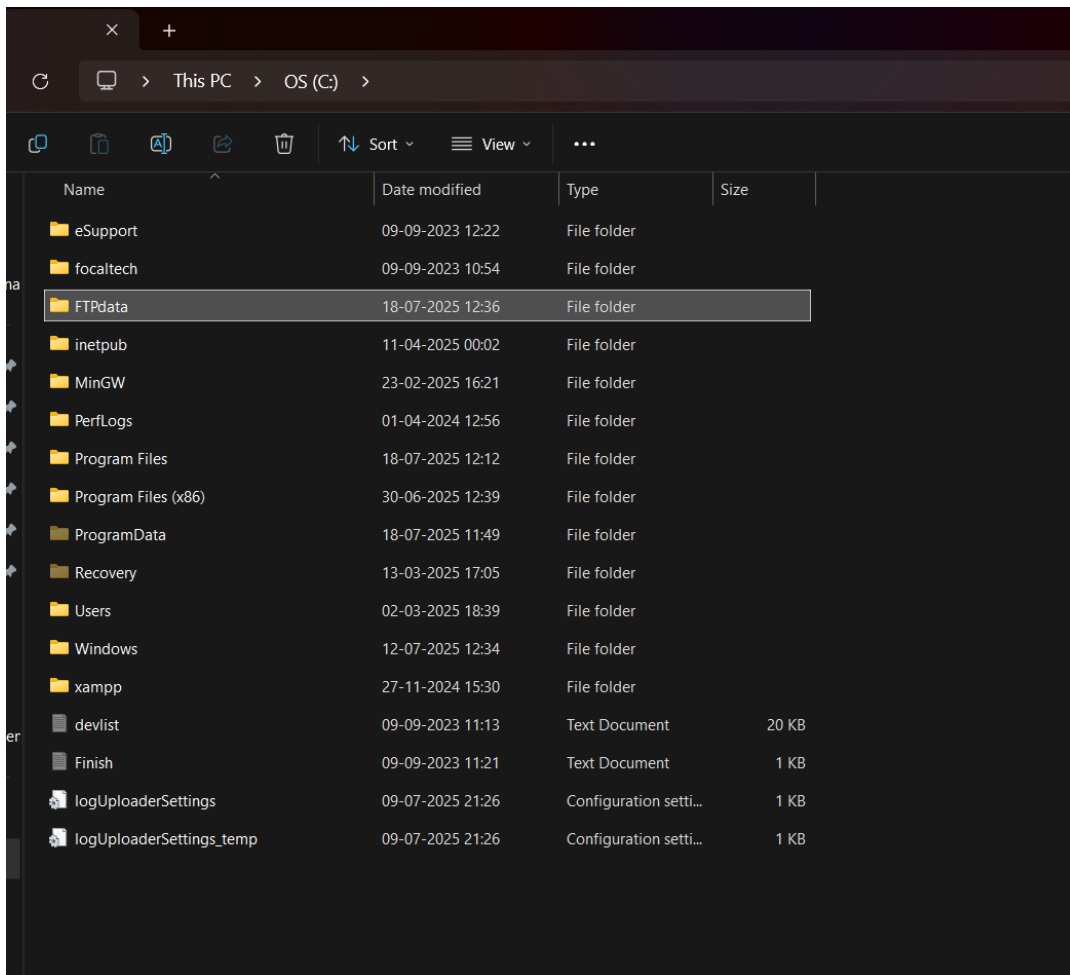 This PC > OS (C:) >
Sort View
Name Date modified Type Size
eSupport 09-09-2023 12:22 File folder
focaltech 09-09-2023 10:54 File folder
na
FTPdata 18-07-2025 12:36 File folder
inetpub 11-04-2025 00:02 File folder
MinGW 23-02-2025 16:21 File folder
PerfLogs 01-04-2024 12:56 File folder
Program Files 18-07-2025 12:12 File folder
Program Files (x86) 30-06-2025 12:39 File folder
ProgramData 18-07-2025 11:49 File folder
Recovery 13-03-2025 17:05 File folder
Users 02-03-2025 18:39 File folder
Windows 12-07-2025 12:34 File folder
xampp 27-11-2024 15:30 File folder
devlist 09-09-2023 11:13 Text Document 20 KB
er
Finish 09-09-2023 11:21 Text Document 1 KB
logUploaderSettings 09-07-2025 21:26 Configuration setti... 1 KB
logUploaderSettings_temp 09-07-2025 21:26 Configuration setti... 1 KB